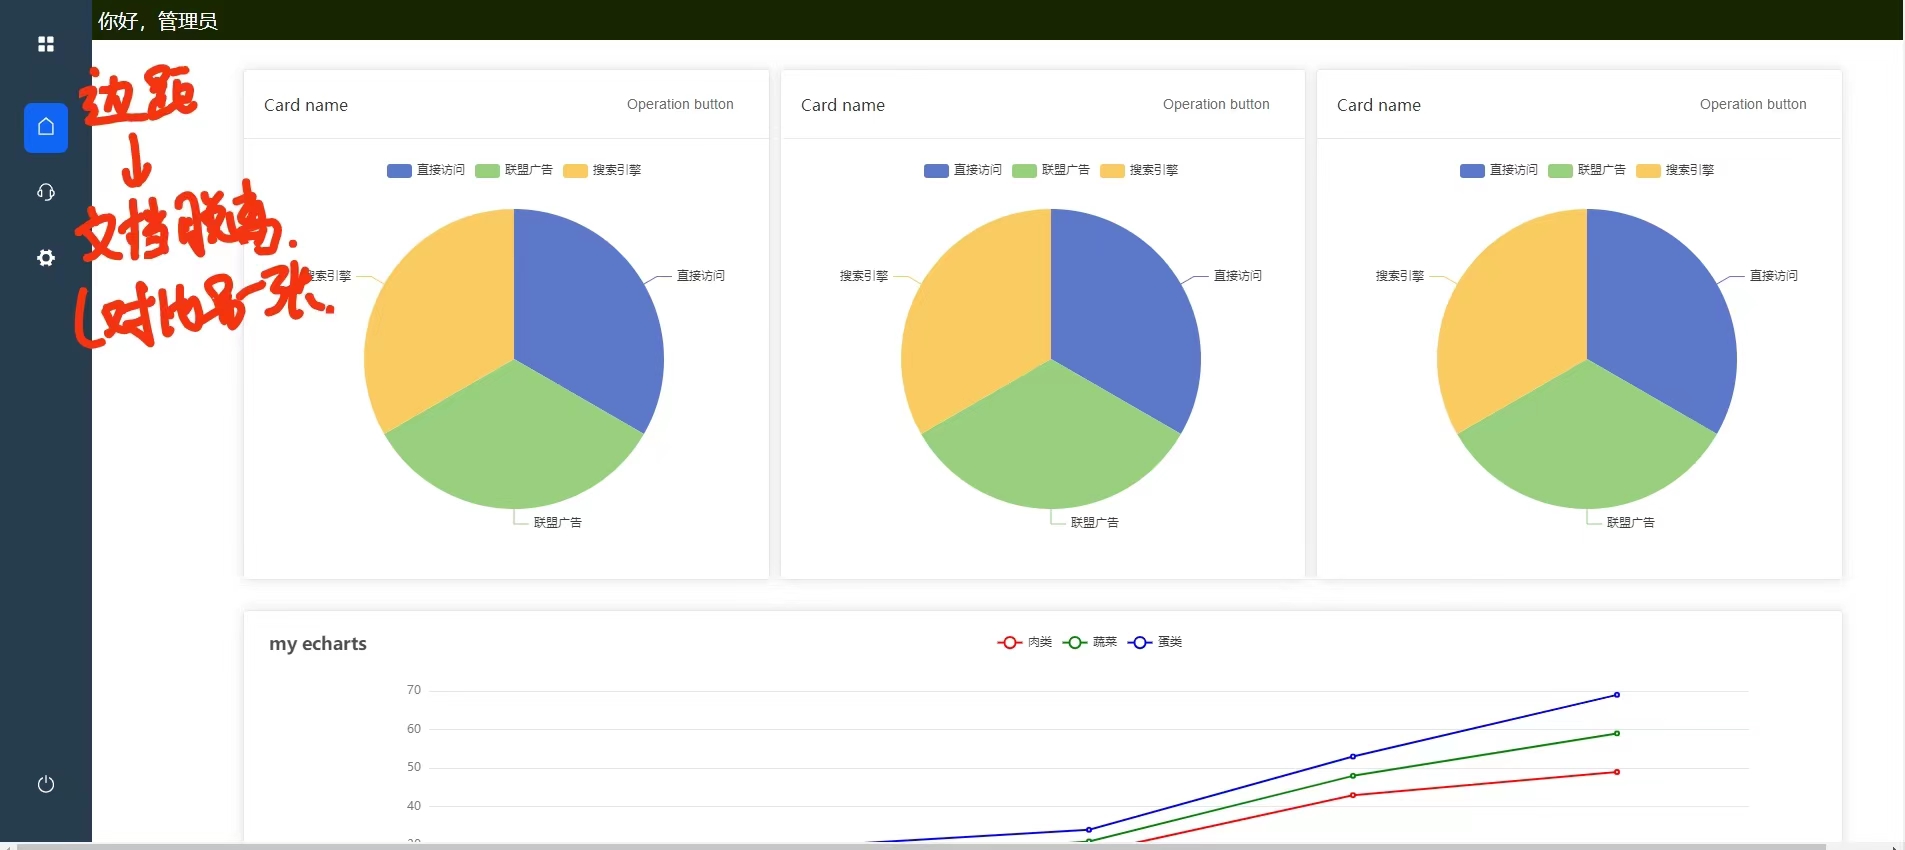 你好，管理员
边距
↓
文档脱离.
(对比另一张.
Card name Operation button
直接访问 联盟广告 搜索引擎
搜索引擎 直接访问
联盟广告
Card name Operation button
直接访问 联盟广告 搜索引擎
搜索引擎 直接访问
联盟广告
Card name Operation button
直接访问 联盟广告 搜索引擎
搜索引擎 直接访问
联盟广告
my echarts
肉类 蔬菜 蛋类
70
60
50
40